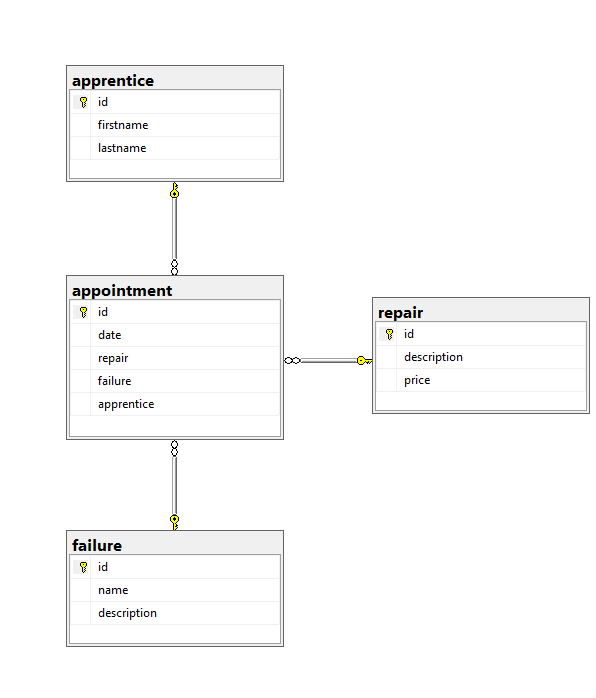 apprentice
id
firstname
lastname
appointment
id
date
repair
failure
apprentice
repair
id
description
price
failure
id
name
description